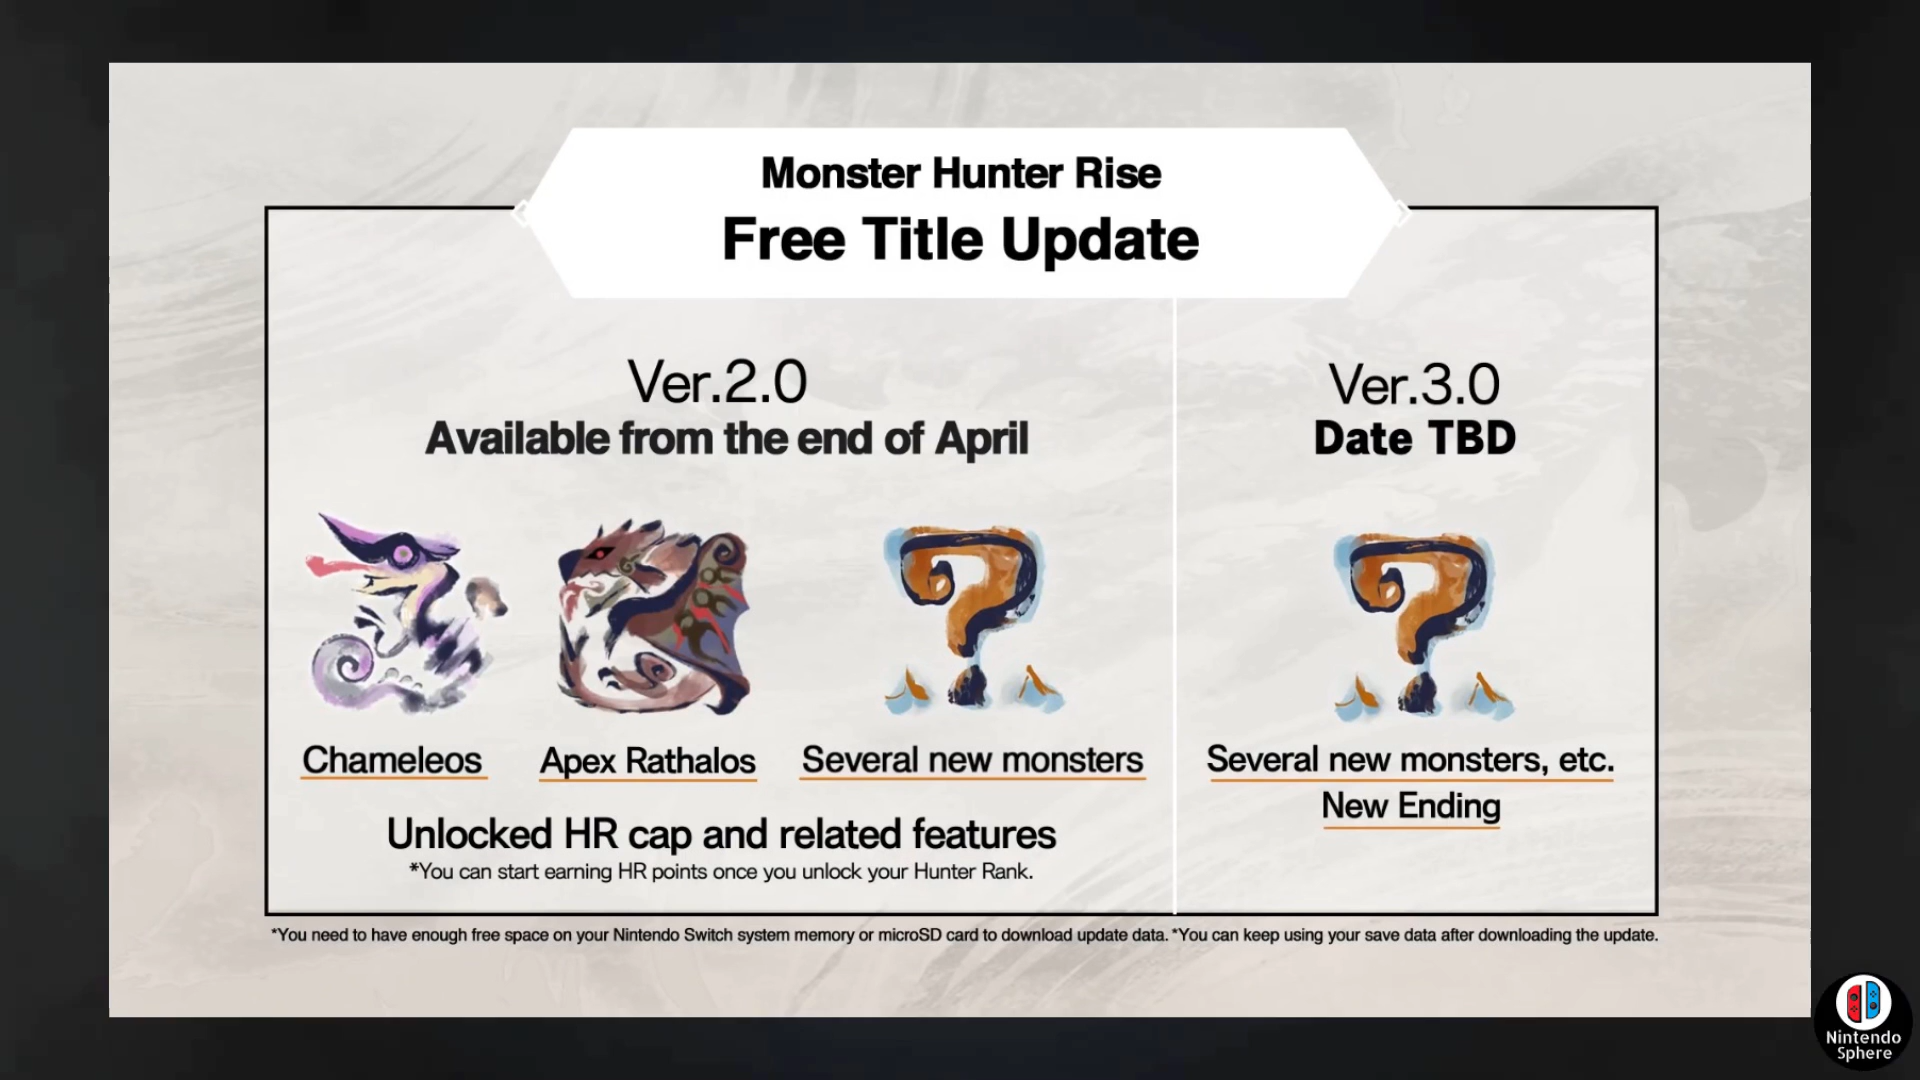 Monster Hunter Rise
Free Title Update
Ver.2.0
Available from the end of April
Chameleos
Apex Rathalos
Several new monsters
Unlocked HR cap and related features
*You can start earning HR points once you unlock your Hunter Rank.
Ver.3.0
Date TBD
Several new monsters, etc.
New Ending
*You need to have enough free space on your Nintendo Switch system memory or microSD card to download update data. *You can keep using your save data after downloading the update.
Nintendo
Sphere